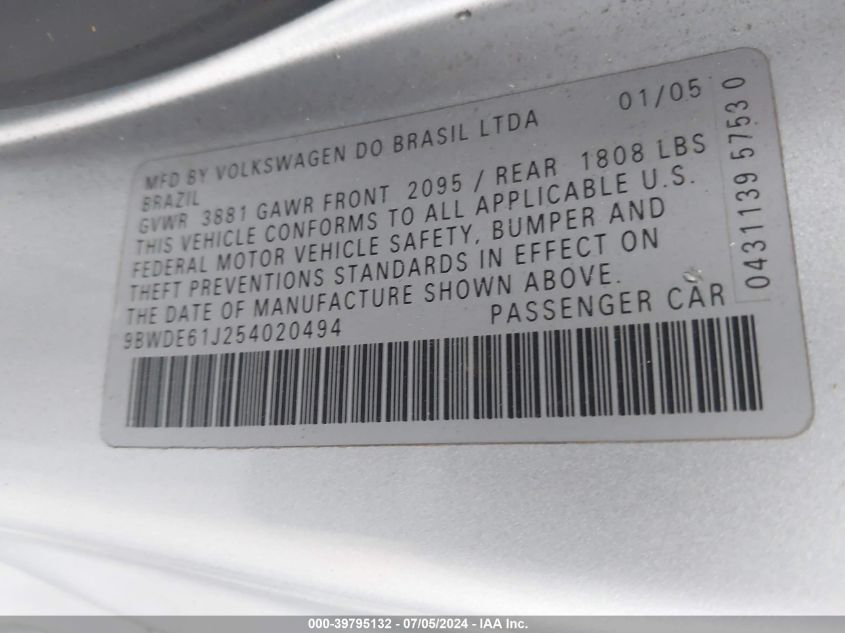 01/05
MFD BY VOLKSWAGEN DO BRASIL LTDA
BRAZIL
GVWR 3881 GAWR FRONT 2095 / REAR 1808 LBS
THIS VEHICLE CONFORMS TO ALL APPLICABLE U.S.
FEDERAL MOTOR VEHICLE SAFETY, BUMPER AND
THEFT PREVENTIONS STANDARDS IN EFFECT ON
THE DATE OF MANUFACTURE SHOWN ABOVE.
9BWDE61J254020494 PASSENGER CAR
0431139 5753 0
000-39795132 - 07/05/2024 - IAA Inc.